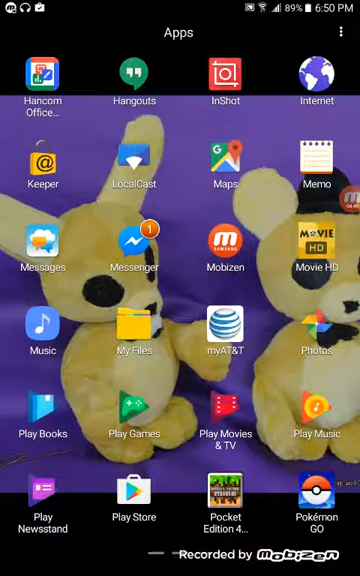 89% 6:50 PM
Apps
Hancom Office...
Hangouts
InShot
Internet
Keeper
LocalCast
Maps
Memo
Messages
1
Messenger
Mobizen
MOVIE HD
Movie HD
Music
My Files
myAT&T
Photos
Play Books
Play Games
Play Movies & TV
Play Music
Play Newsstand
Play Store
Pocket Edition 4...
Pokémon GO
Recorded by Mobizen